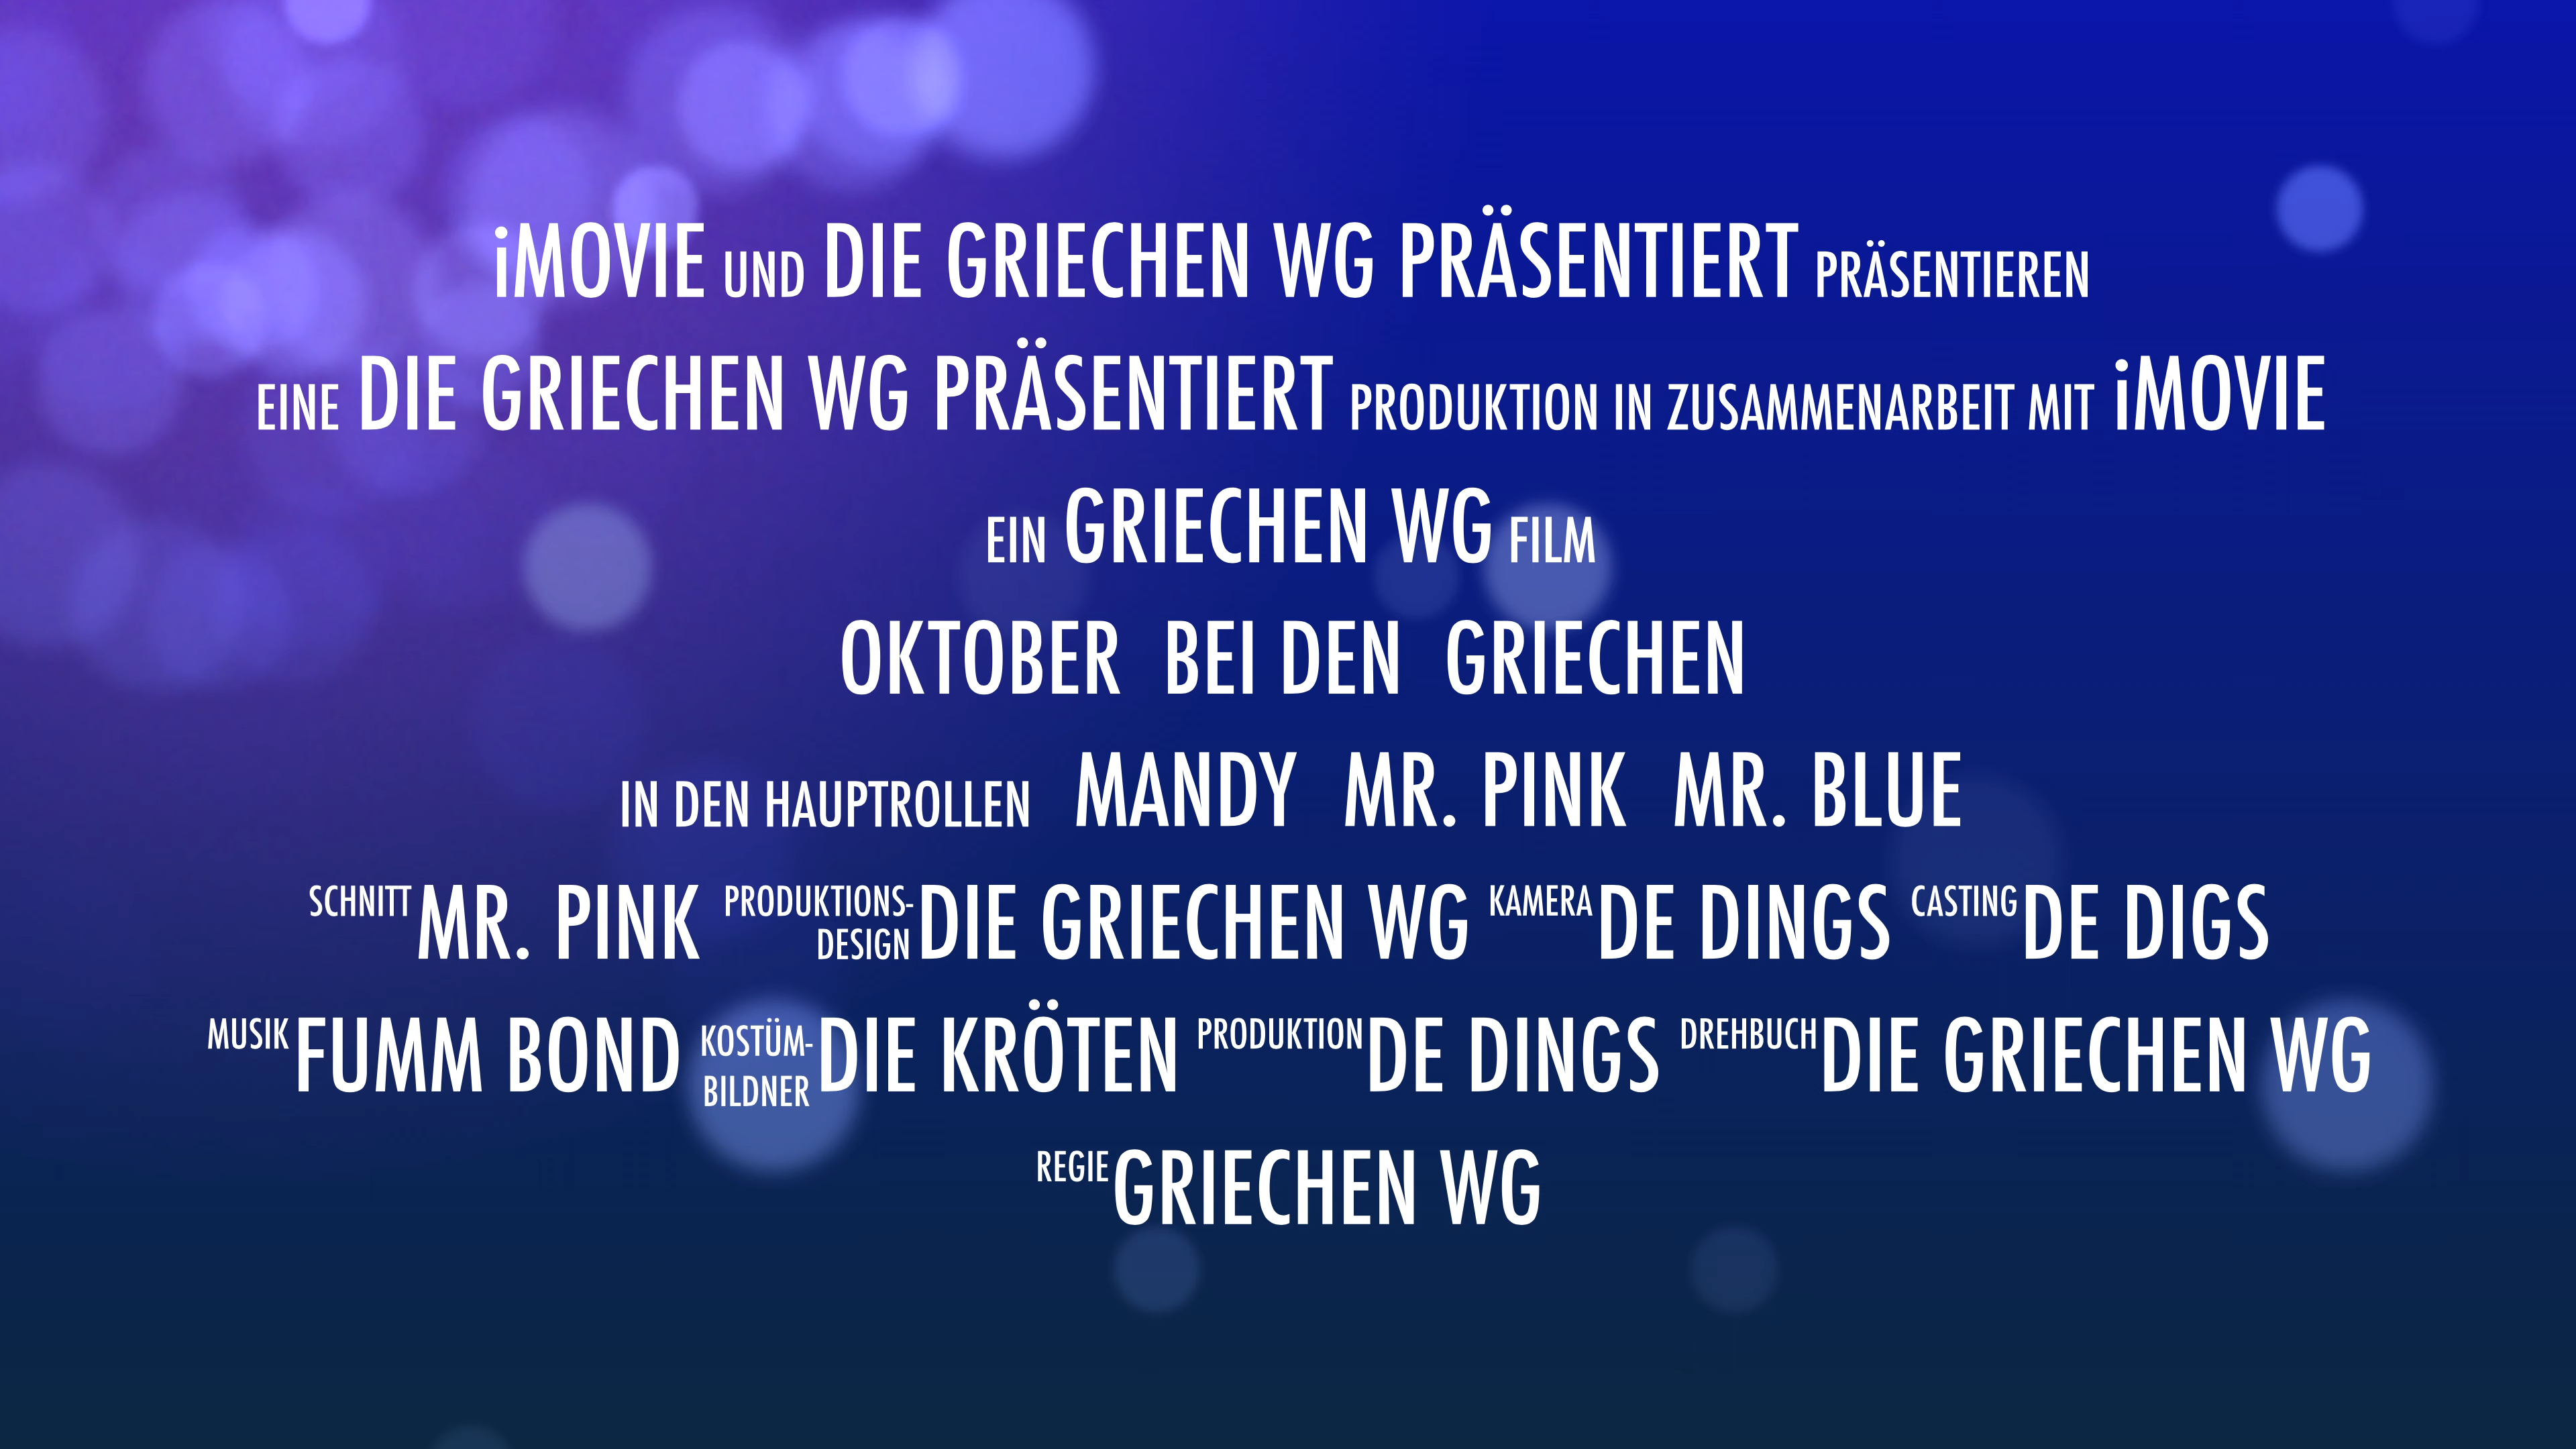 iMOVIE UND DIE GRIECHEN WG PRÄSENTIERT PRÄSENTIEREN
EINE DIE GRIECHEN WG PRÄSENTIERT PRODUKTION IN ZUSAMMENARBEIT MIT iMOVIE
EIN GRIECHEN WG FILM
OKTOBER BEI DEN GRIECHEN
IN DEN HAUPTROLLEN MANDY MR. PINK MR. BLUE
SCHNITT MR. PINK PRODUKTIONS-DESIGN DIE GRIECHEN WG KAMERA DE DINGS CASTING DE DIGS
MUSIK FUMM BOND KOSTÜM-BILDNER DIE KRÖTEN PRODUKTION DE DINGS DREHBUCH DIE GRIECHEN WG
REGIE GRIECHEN WG